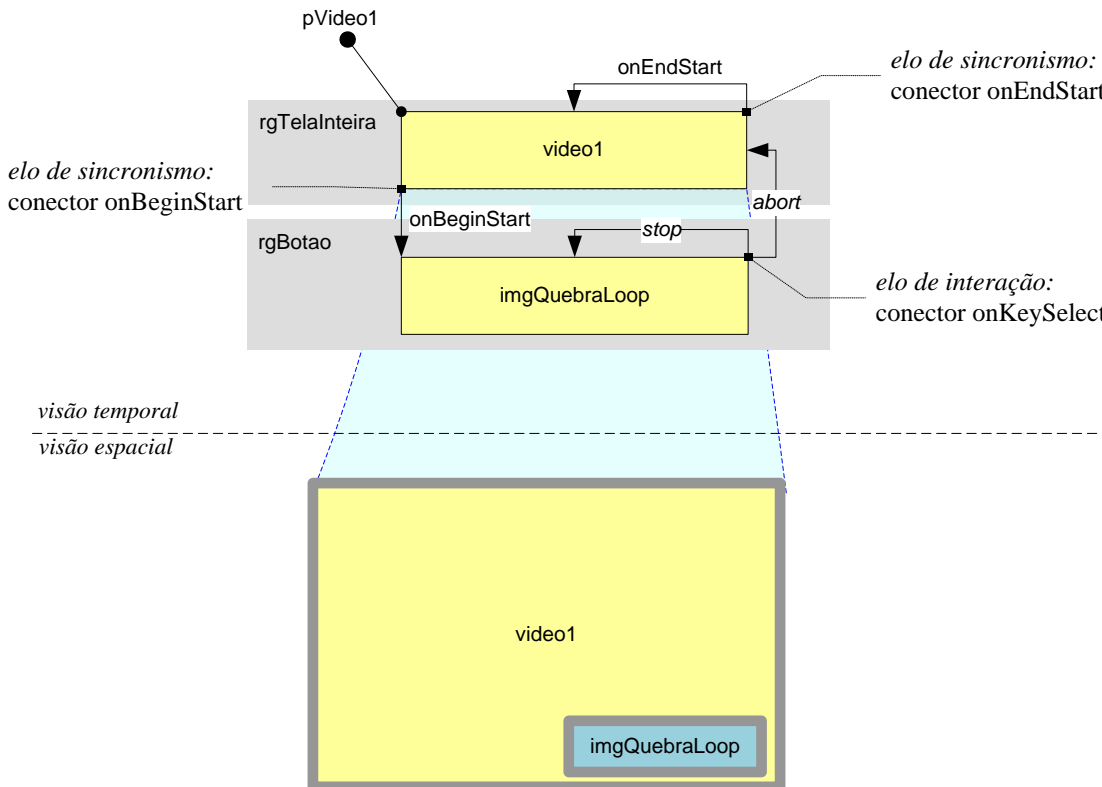 pVideo1
onEndStart
elo de sincronismo:
conector onEndStart
rgTelaInteira
video1
elo de sincronismo:
conector onBeginStart
abort
onBeginStart
stop
rgBotao
imgQuebraLoop
elo de interação:
conector onKeySelect
visão temporal
visão espacial
video1
imgQuebraLoop